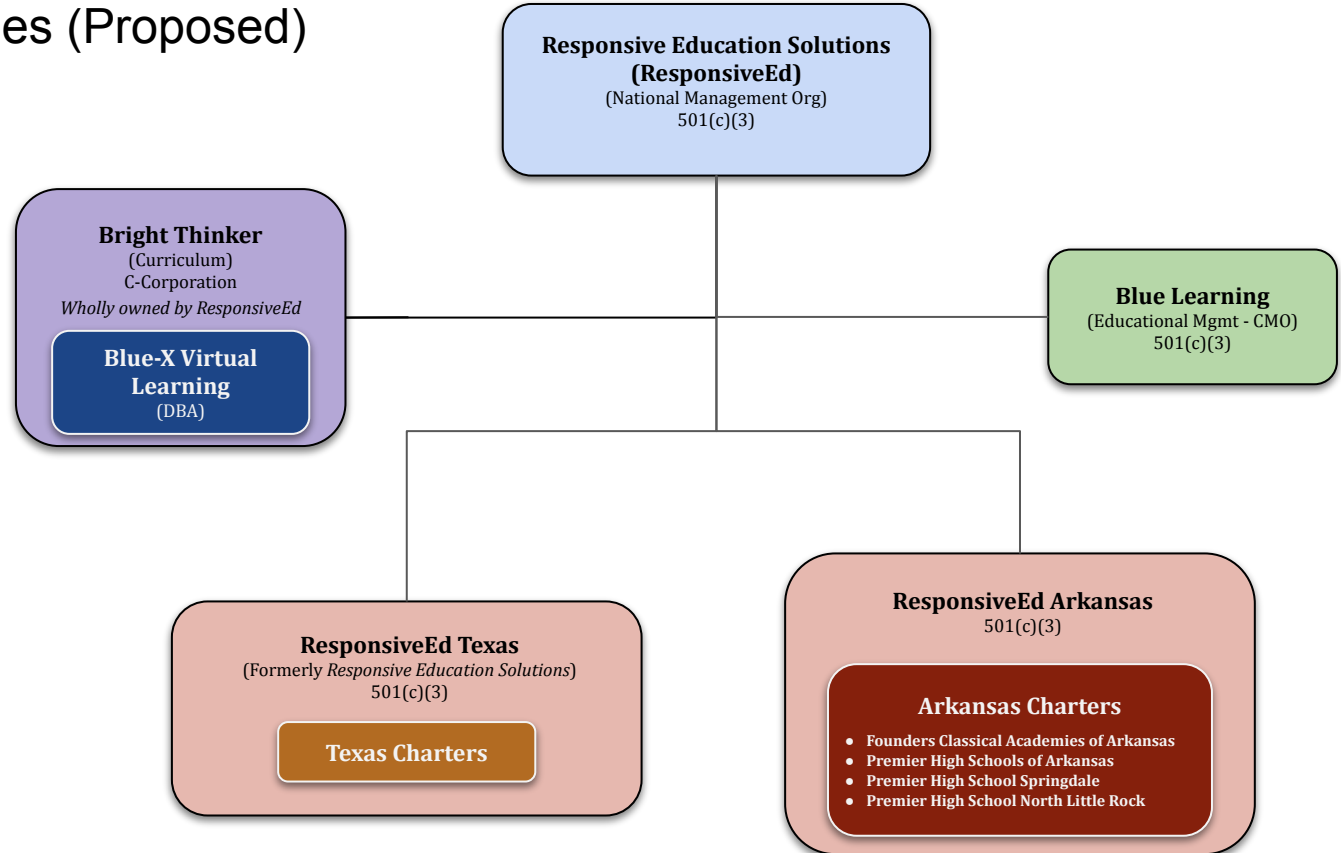 es (Proposed)
Responsive Education Solutions
(ResponsiveEd)
(National Management Org)
501(c)(3)
Bright Thinker
(Curriculum)
C-Corporation
Wholly owned by ResponsiveEd
Blue-X Virtual
Learning
(DBA)
Blue Learning
(Educational Mgmt - CMO)
501(c)(3)
ResponsiveEd Texas
(Formerly Responsive Education Solutions)
501(c)(3)
Texas Charters
ResponsiveEd Arkansas
501(c)(3)
Arkansas Charters
● Founders Classical Academies of Arkansas
● Premier High Schools of Arkansas
● Premier High School Springdale
● Premier High School North Little Rock